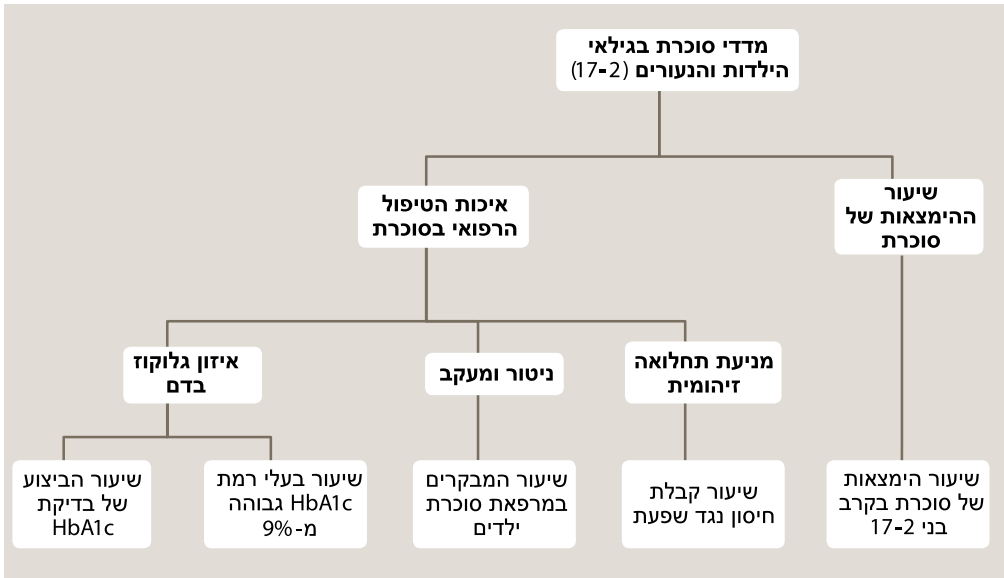 מדדי סוכרת בגילאי
הילדות והנעורים (17-2)
שיעור
ההימצאות של
סוכרת
איכות הטיפול
הרפואי בסוכרת
מניעת תחלואה
זיהומית
ניטור ומעקב
איזון גלוקוז
בדם
שיעור הימצאות
של סוכרת בקרב
בני 17-2
שיעור קבלת
חיסון נגד שפעת
שיעור המבקרים
במרפאת סוכרת
ילדים
שיעור בעלי רמת
HbA1c גבוהה
מ-9%
שיעור הביצוע
של בדיקת
HbA1c